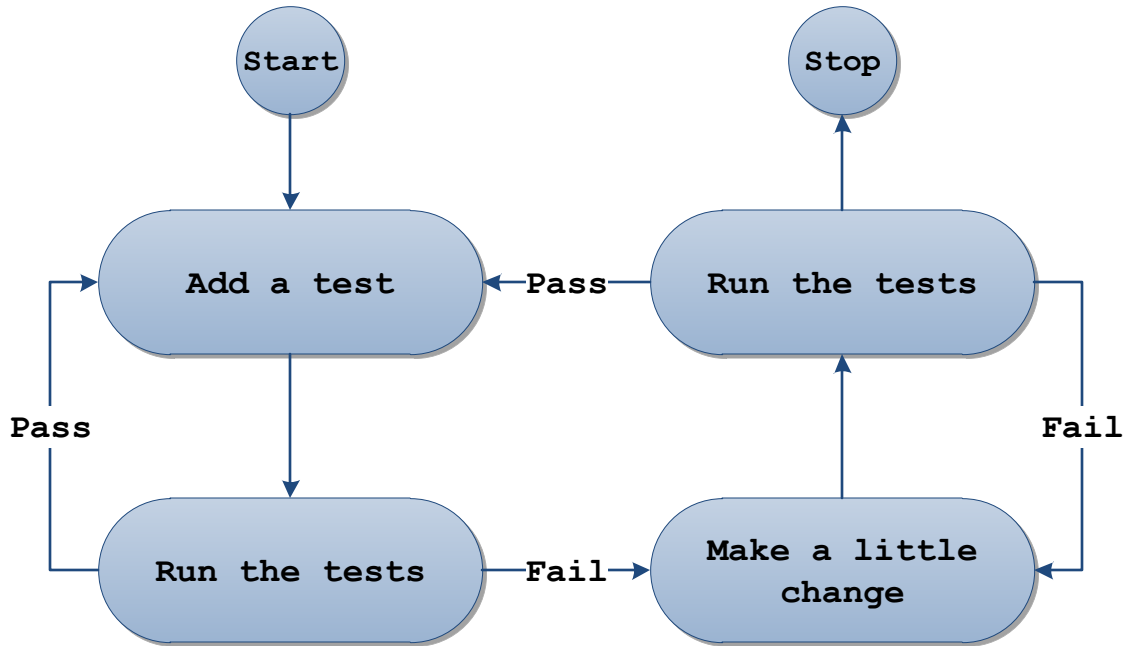 Start
Stop
Add a test
Pass
Run the tests
Pass
Fail
Run the tests
Fail
Make a little
change